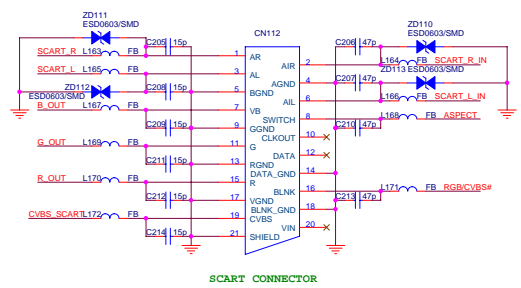 ZD111
ESD0603/SMD
C205 15p
SCART_R L163 FB
SCART_L L165 FB
ZD112
ESD0603/SMD
C208 15p
B_OUT L167 FB
C209 15p
G_OUT L169 FB
C211 15p
R_OUT L170 FB
C212 15p
CVBS_SCART L172 FB
C214 15p
CN112
1 AR
3 AL
5 BGND
7 VB
9 GGND
11 G
13 RGND
15 R
17 VGND
19 CVBS
21 SHIELD
AIR 2
AGND 4
AIL 6
SWITCH 8
CLKOUT 10
DATA 12
DATA_GND 14
BLNK 16
BLNK_GND 18
VIN 20
ZD110
ESD0603/SMD
C206 47p
L164 FB SCART_R_IN
ZD113 ESD0603/SMD
C207 47p
L166 FB SCART_L_IN
L168 FB ASPECT
C210 47p
L171 FB RGB/CVBS#
C213 47p
SCART CONNECTOR